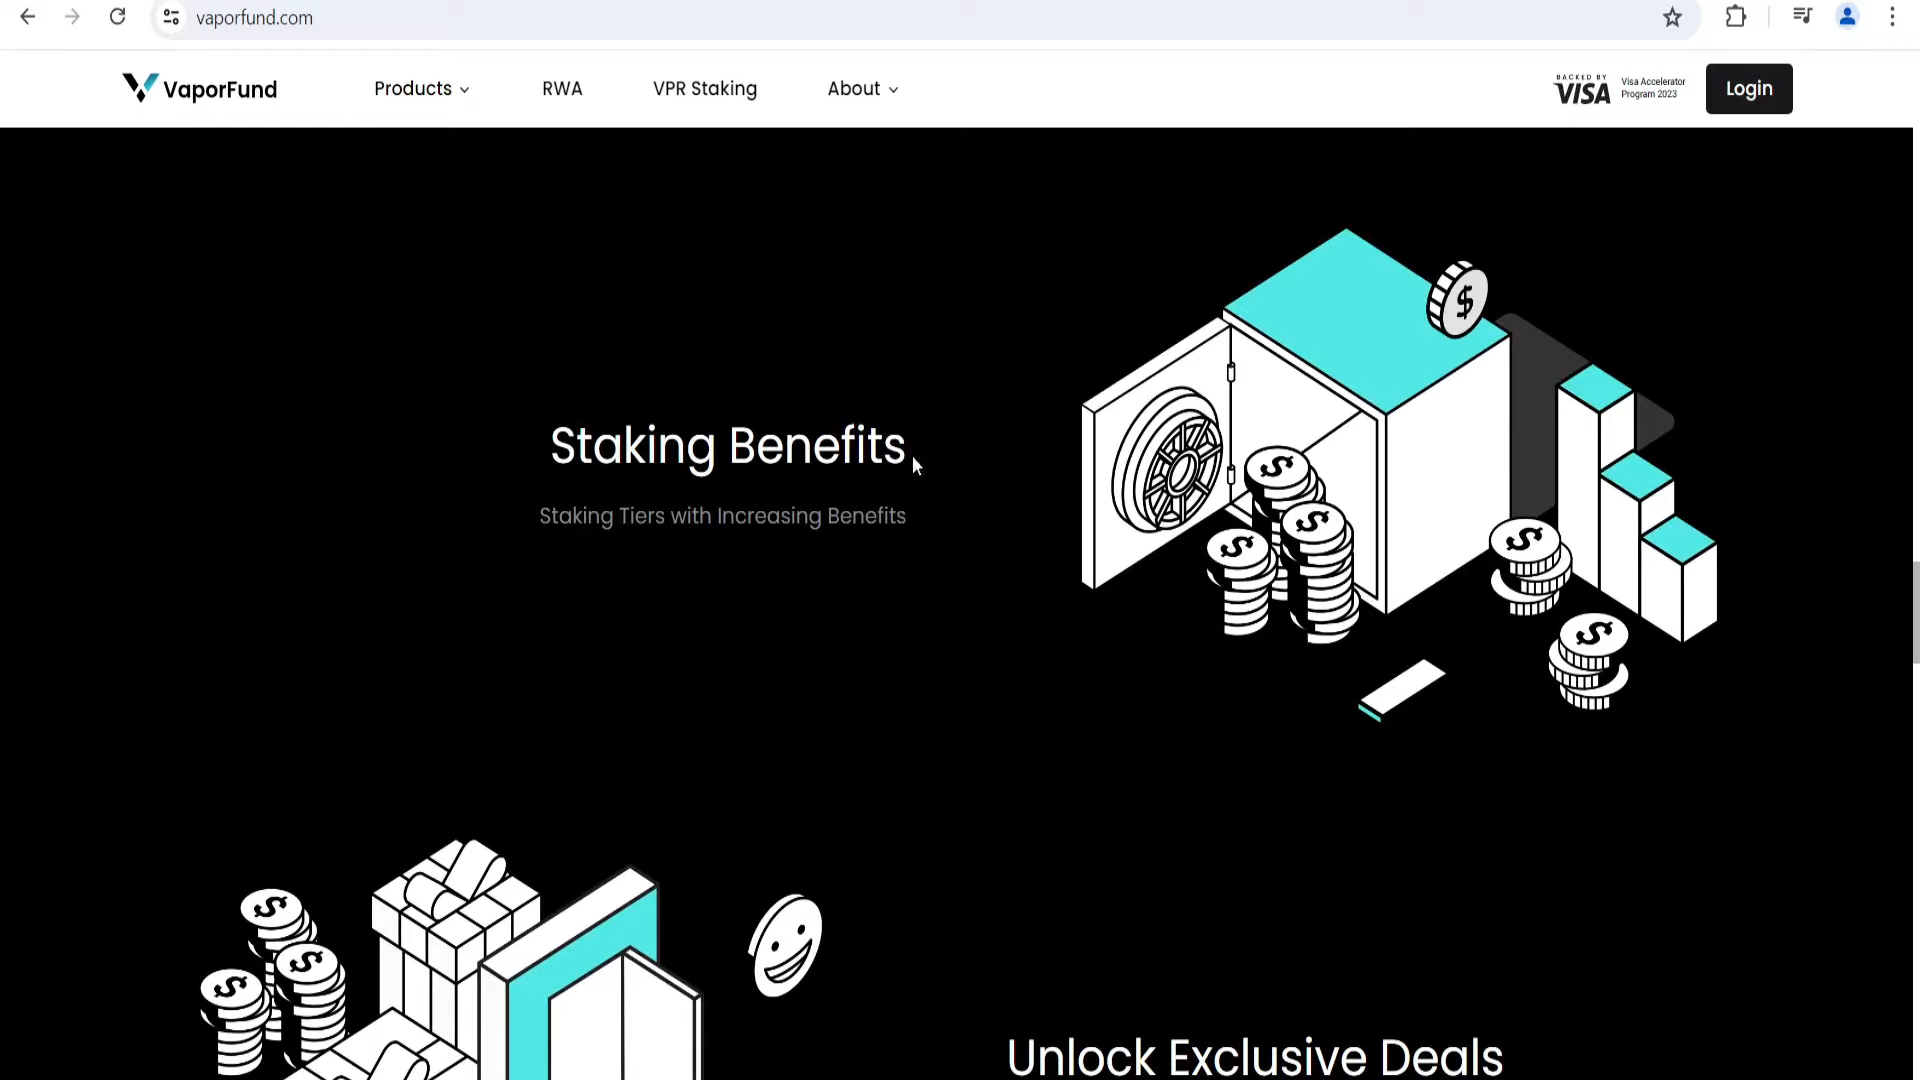 vaporfund.com
VaporFund
Products
RWA
VPR Staking
About
BACKED BY
VISA
Visa Accelerator
Program 2023
Login
Staking Benefits
Staking Tiers with Increasing Benefits
Unlock Exclusive Deals